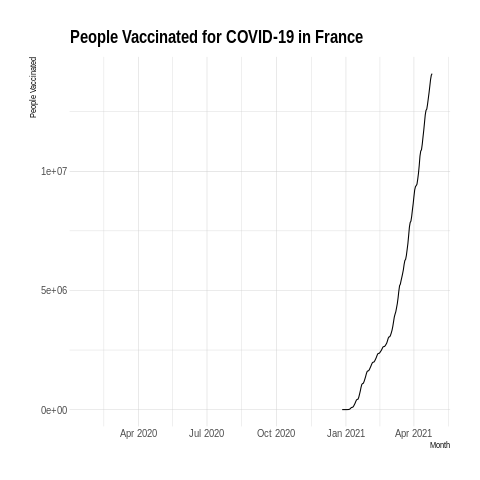 People Vaccinated for COVID-19 in France
People Vaccinated
1e+07
5e+06
0e+00
Apr 2020 Jul 2020 Oct 2020 Jan 2021 Apr 2021
Month